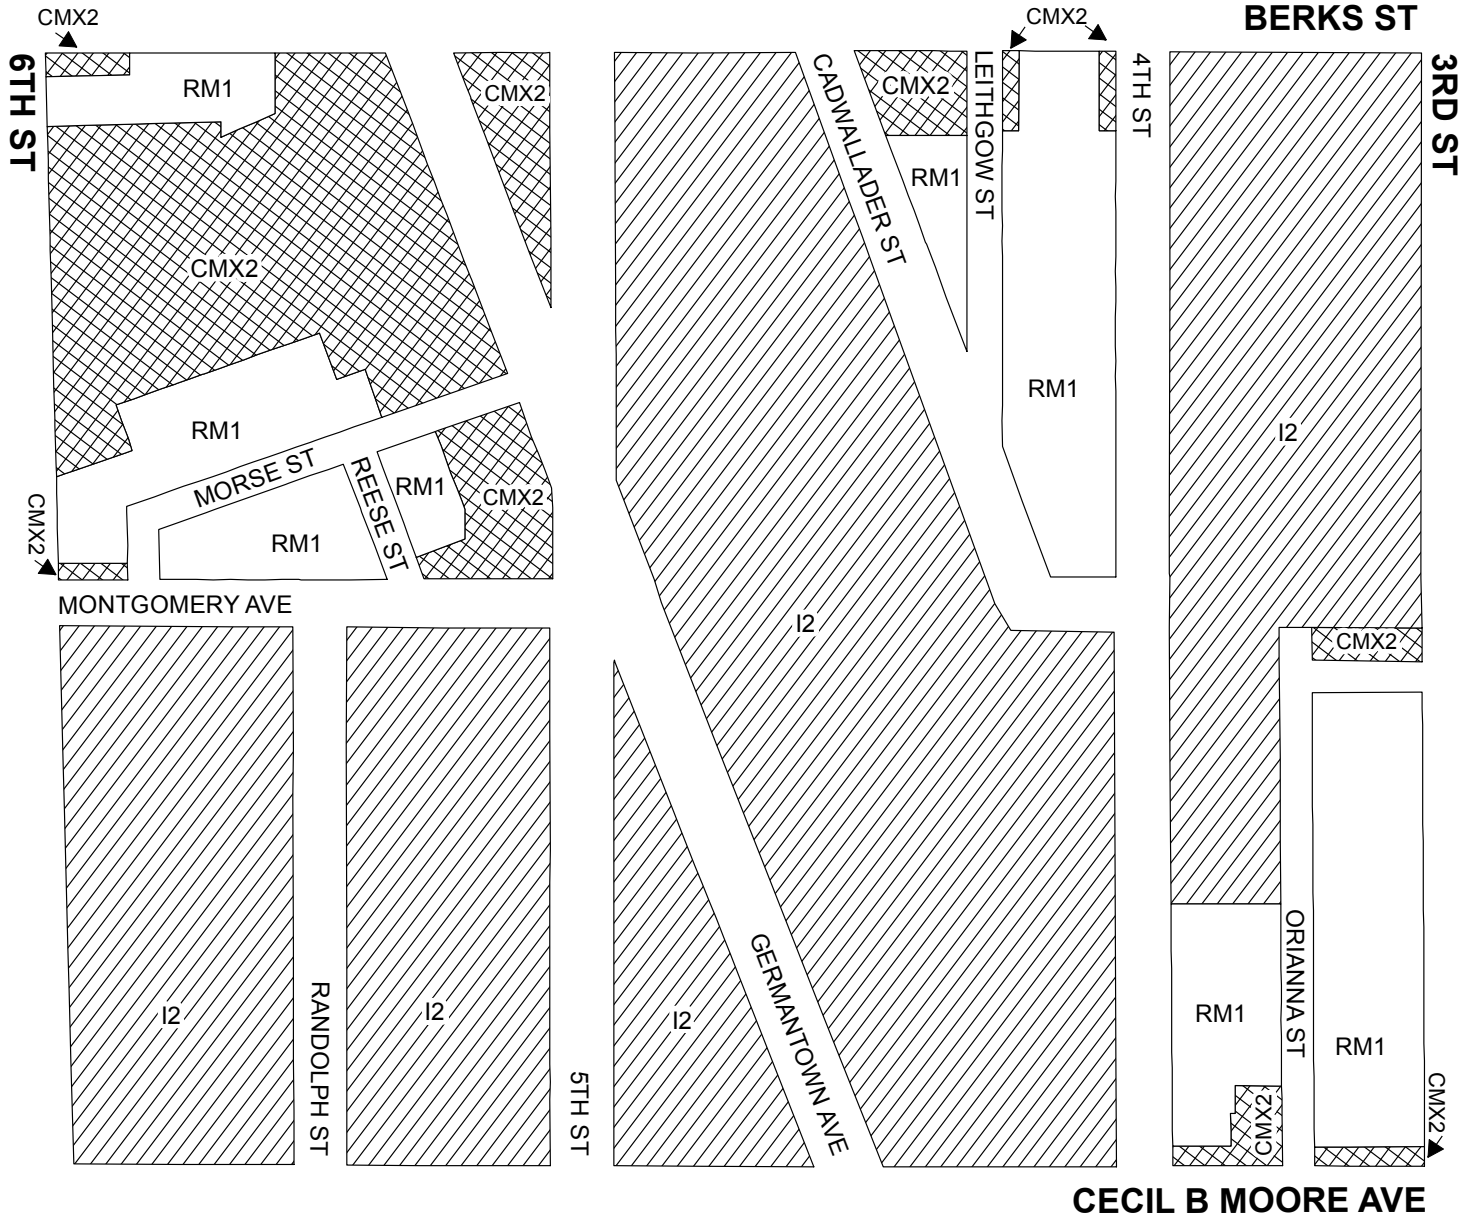 CMX2
CMX2
BERKS ST
6TH ST
RM1
CMX2
CMX2
CADWALLADER ST
LEITHGOW ST
4TH ST
3RD ST
RM1
CMX2
RM1
RM1
I2
CMX2
MORSE ST
REESE ST
RM1
CMX2
RM1
MONTGOMERY AVE
I2
CMX2
I2
RANDOLPH ST
I2
5TH ST
I2
GERMANTOWN AVE
RM1
ORIANNA ST
RM1
CMX2
CMX2
CECIL B MOORE AVE